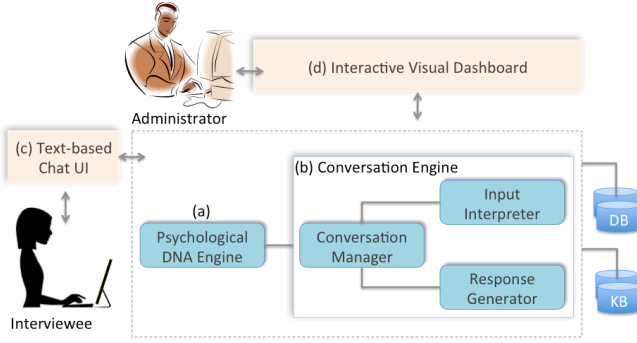 (d) Interactive Visual Dashboard
Administrator
(c) Text-based
Chat UI
(b) Conversation Engine
Input
Interpreter
(a)
Psychological
DNA Engine
Conversation
Manager
Response
Generator
DB
KB
Interviewee